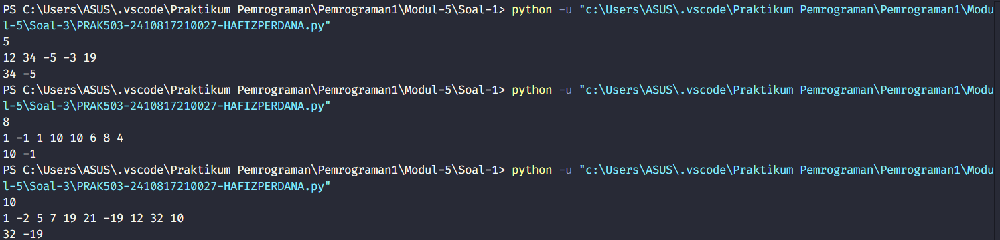 PS C:\Users\ASUS\.vscode\Praktikum Pemrograman\Pemrograman1\Modul-5\Soal-1> python -u "c:\Users\ASUS\.vscode\Praktikum Pemrograman\Pemrograman1\Modu
l-5\Soal-3\PRAK503-2410817210027-HAFIZPERDANA.py"
5
12 34 -5 -3 19
34 -5
PS C:\Users\ASUS\.vscode\Praktikum Pemrograman\Pemrograman1\Modul-5\Soal-1> python -u "c:\Users\ASUS\.vscode\Praktikum Pemrograman\Pemrograman1\Modu
l-5\Soal-3\PRAK503-2410817210027-HAFIZPERDANA.py"
8
1 -1 1 10 10 6 8 4
10 -1
PS C:\Users\ASUS\.vscode\Praktikum Pemrograman\Pemrograman1\Modul-5\Soal-1> python -u "c:\Users\ASUS\.vscode\Praktikum Pemrograman\Pemrograman1\Modu
l-5\Soal-3\PRAK503-2410817210027-HAFIZPERDANA.py"
10
1 -2 5 7 19 21 -19 12 32 10
32 -19